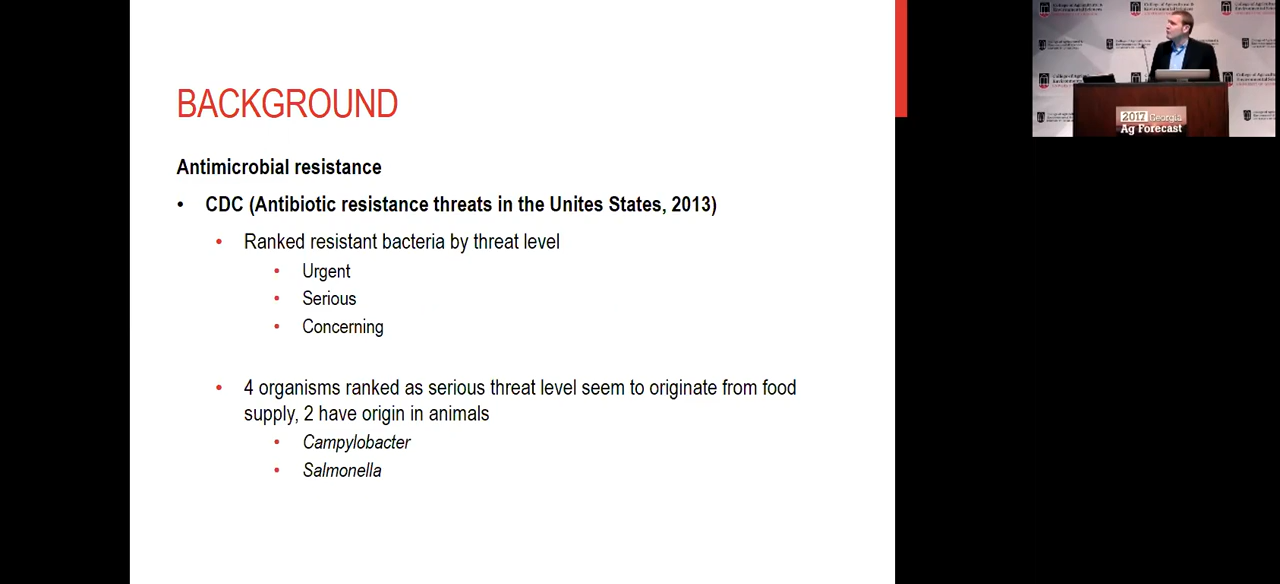 BACKGROUND
Antimicrobial resistance
• CDC (Antibiotic resistance threats in the Unites States, 2013)
• Ranked resistant bacteria by threat level
• Urgent
• Serious
• Concerning
• 4 organisms ranked as serious threat level seem to originate from food
supply, 2 have origin in animals
• Campylobacter
• Salmonella
2017 Georgia
Ag Forecast